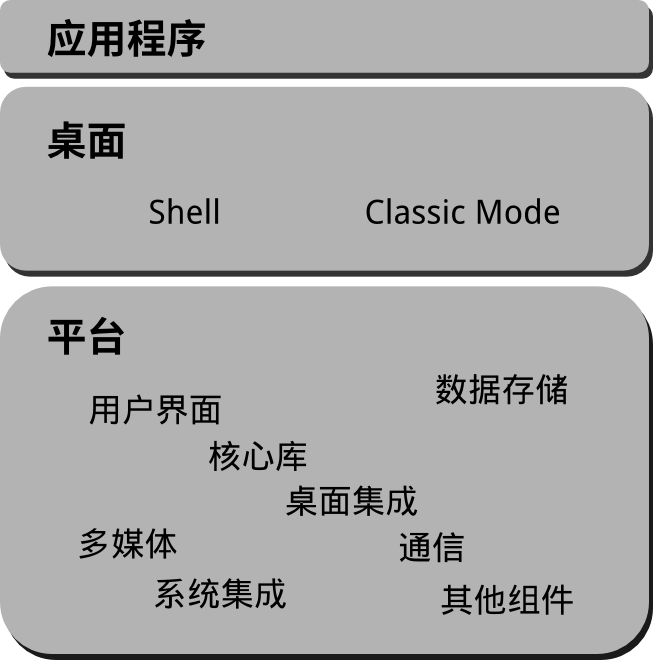 应用程序
桌面
Shell
Classic Mode
平台
数据存储
用户界面
核心库
桌面集成
多媒体
通信
系统集成
其他组件